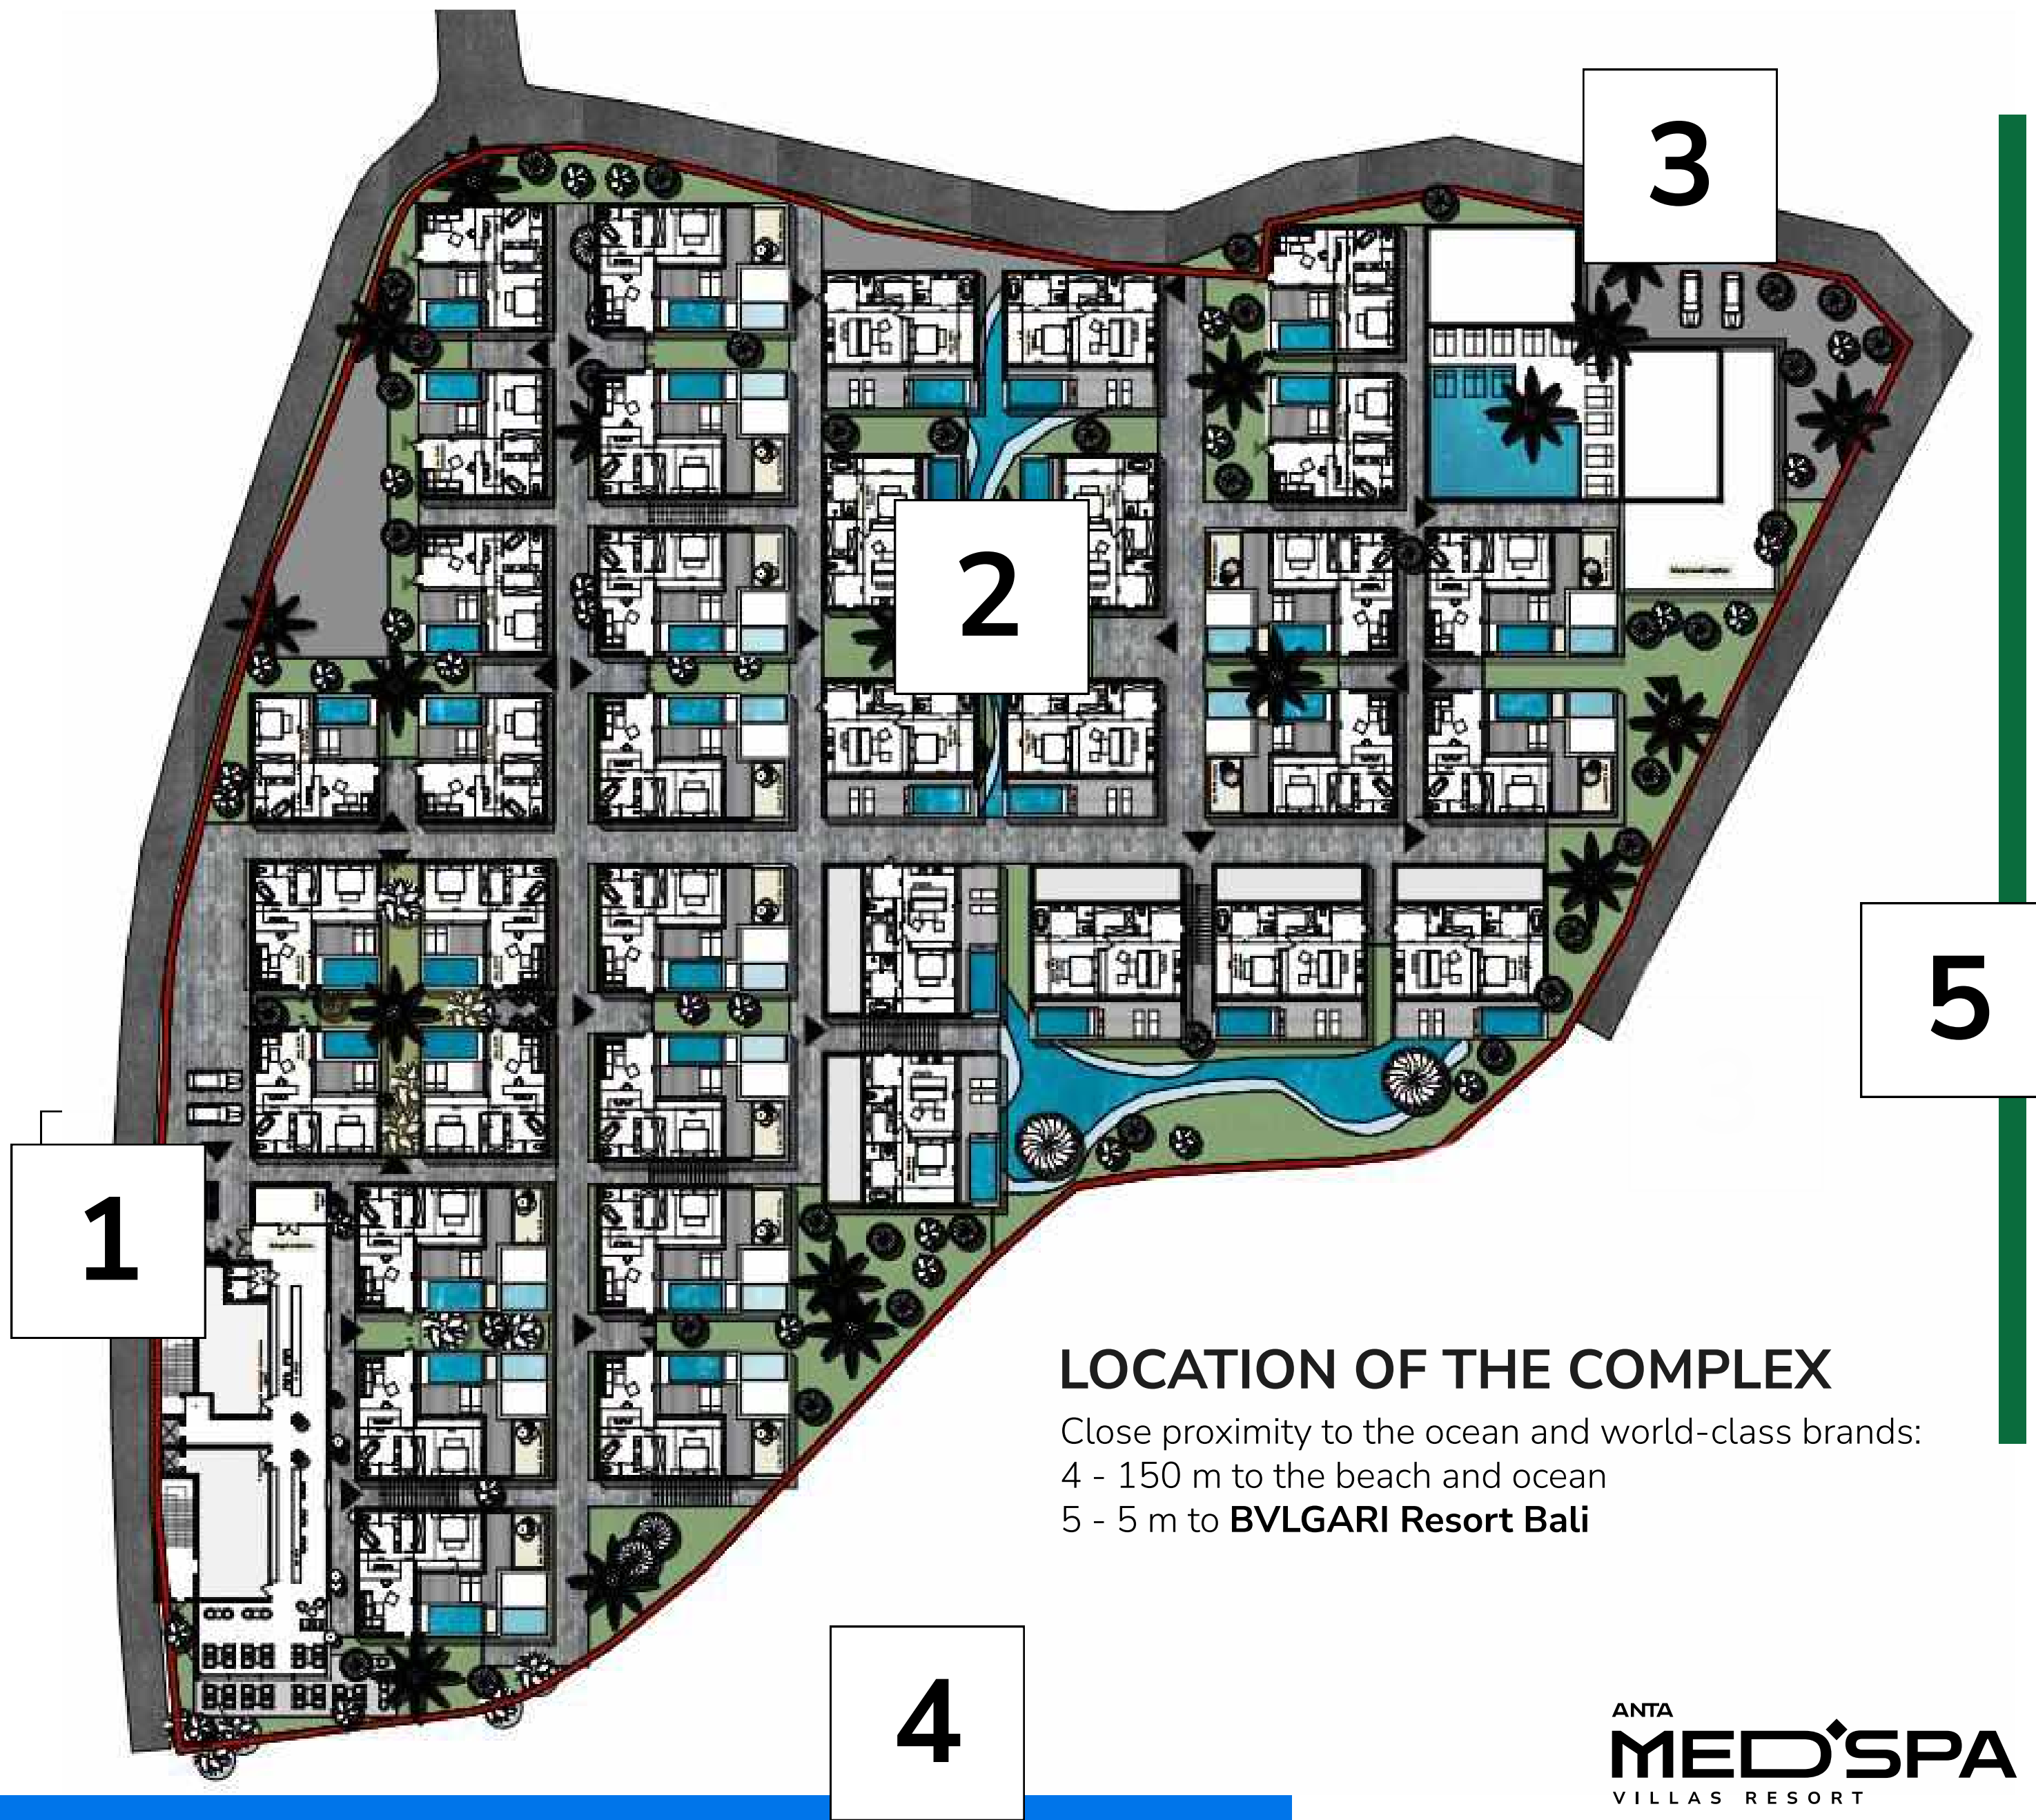 3
2
5
1
LOCATION OF THE COMPLEX
Close proximity to the ocean and world-class brands:
4 - 150 m to the beach and ocean
5 - 5 m to BVLGARI Resort Bali
4
ANTA
MED'SPA
VILLAS RESORT